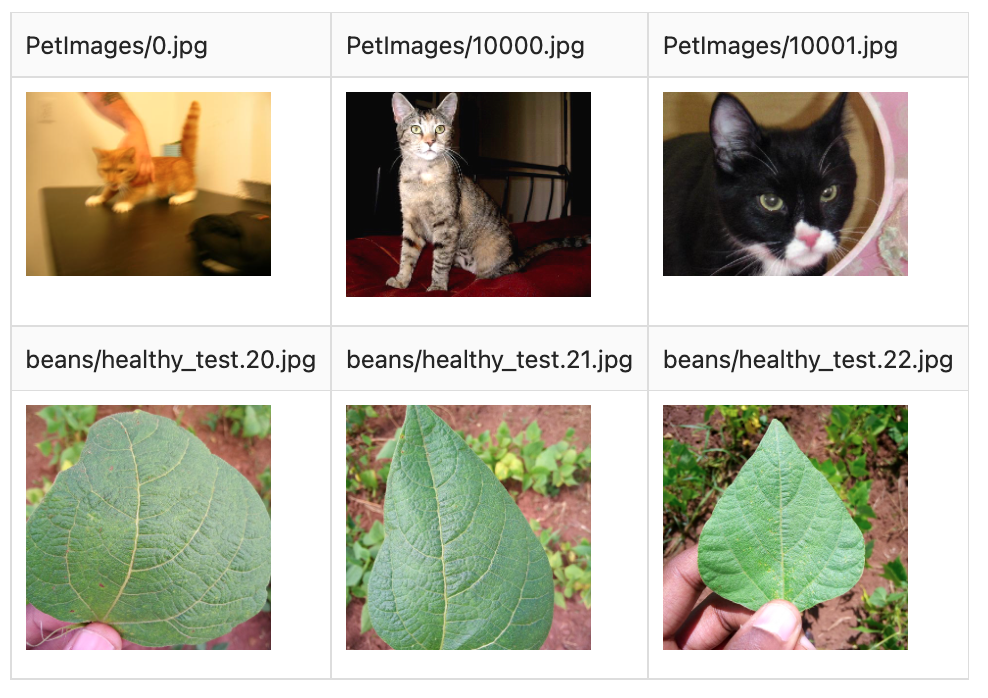 PetImages/0.jpg
PetImages/10000.jpg
PetImages/10001.jpg
beans/healthy_test.20.jpg
beans/healthy_test.21.jpg
beans/healthy_test.22.jpg